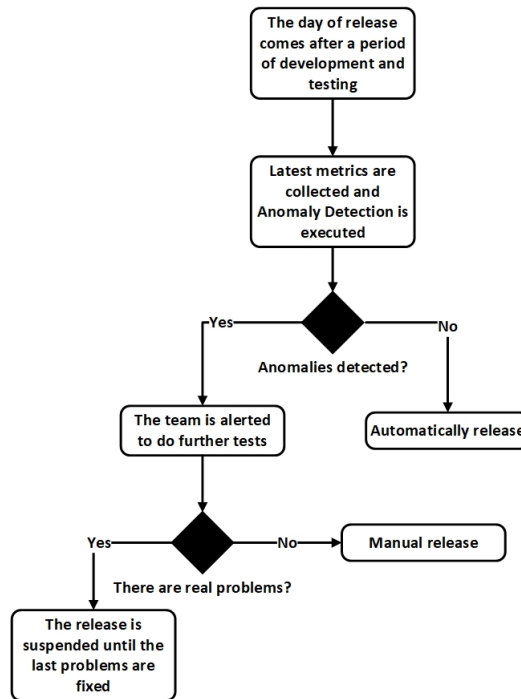 The day of release
comes after a period
of development and
testing
Latest metrics are
collected and
Anomaly Detection is
executed
Yes
No
Anomalies detected?
The team is alerted
to do further tests
Automatically release
Yes
No
Manual release
There are real problems?
The release is
suspended until the
last problems are
fixed